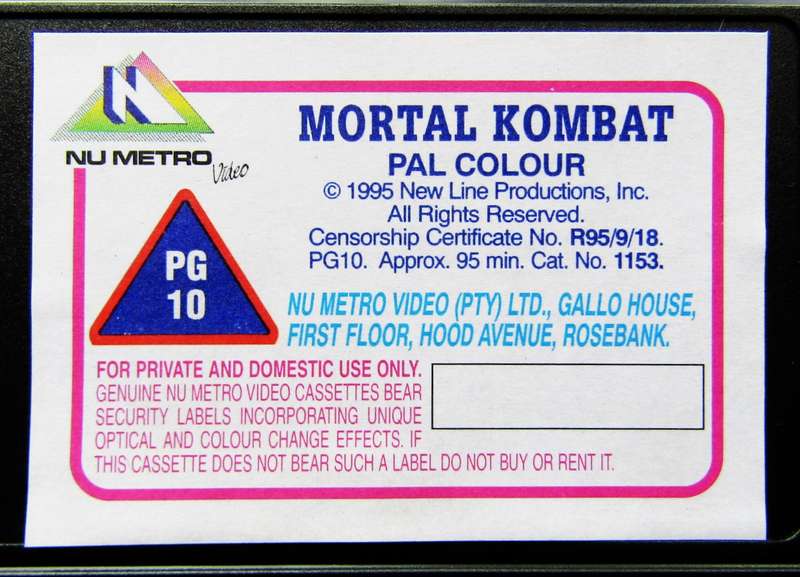 N
NU METRO
Video
MORTAL KOMBAT
PAL COLOUR
© 1995 New Line Productions, Inc.
All Rights Reserved.
Censorship Certificate No. R95/9/18.
PG10. Approx. 95 min. Cat. No. 1153.
PG
10
NU METRO VIDEO (PTY) LTD., GALLO HOUSE,
FIRST FLOOR, HOOD AVENUE, ROSEBANK.
FOR PRIVATE AND DOMESTIC USE ONLY.
GENUINE NU METRO VIDEO CASSETTES BEAR
SECURITY LABELS INCORPORATING UNIQUE
OPTICAL AND COLOUR CHANGE EFFECTS. IF
THIS CASSETTE DOES NOT BEAR SUCH A LABEL DO NOT BUY OR RENT IT.